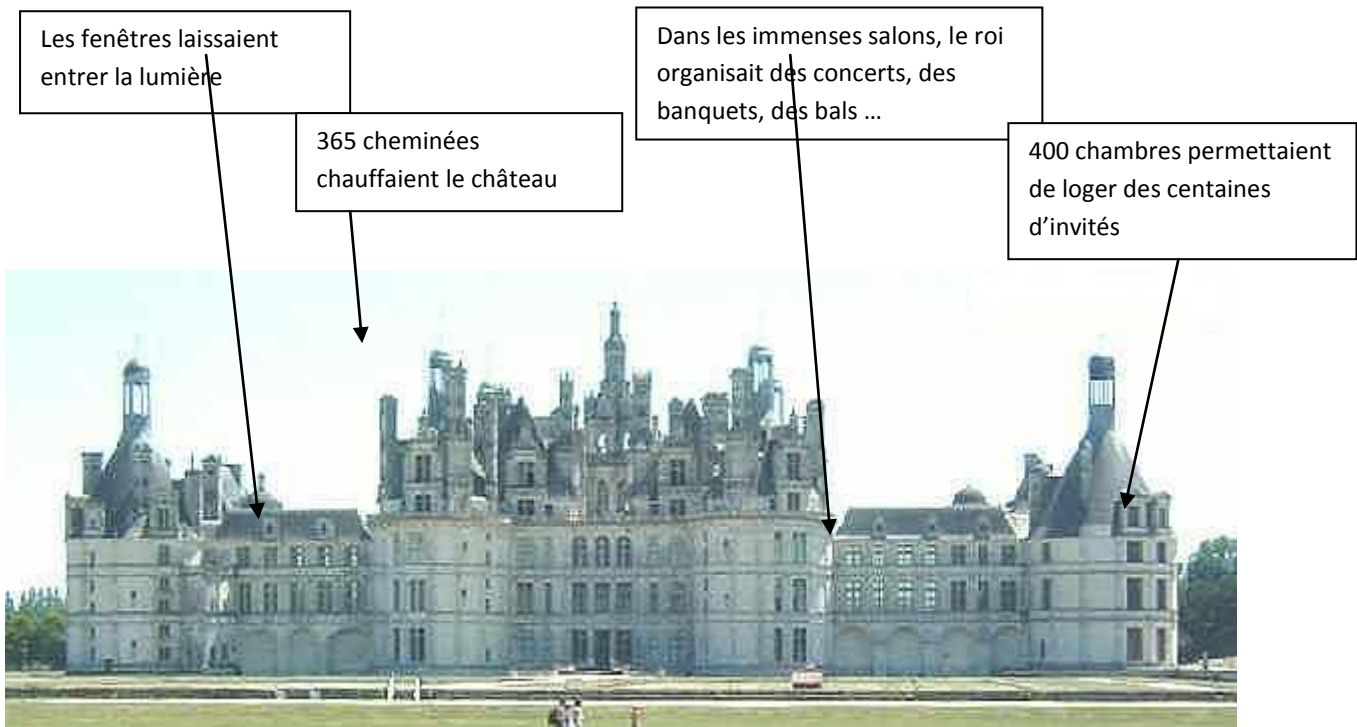 Les fenêtres laissaient
entrer la lumière
365 cheminées
chauffaient le château
Dans les immenses salons, le roi
organisait des concerts, des
banquets, des bals …
400 chambres permettaient
de loger des centaines
d’invités